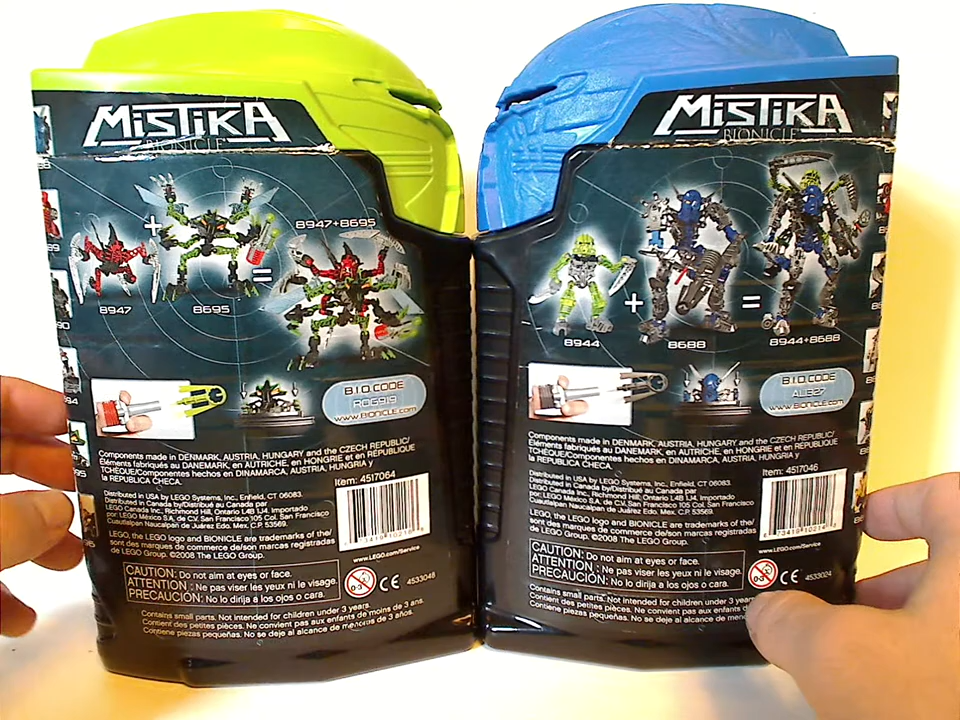 MISTIKA
BIONICLE
8947+8695
+
=
8947
8695
B.I.O. CODE
ROG919
www.BIONICLE.com
Components made in DENMARK, AUSTRIA, HUNGARY and the CZECH REPUBLIC/
Éléments fabriqués au DANEMARK, en AUTRICHE, en HONGRIE et en RÉPUBLIQUE
TCHÈQUE/Componentes hechos en DINAMARCA, AUSTRIA, HUNGRÍA y
la REPUBLICA CHECA.
Item: 4517064
Distributed in USA by LEGO Systems, Inc., Enfield, CT 06083.
Distributed in Canada by/Distribué au Canada par
LEGO Canada Inc., Richmond Hill, Ontario L4B 1J4. Importado
por: LEGO México S.A. de C.V. San Francisco 105 Col. San Francisco
Cuautlalpan Naucalpan de Juárez Edo. Mex. C.P. 53569.
LEGO, the LEGO logo and BIONICLE are trademarks of the/
sont des marques de commerce de/son marcas registradas
de LEGO Group. ©2008 The LEGO Group.
www.LEGO.com/Service
CAUTION: Do not aim at eyes or face.
ATTENTION : Ne pas viser les yeux ni le visage.
PRECAUCIÓN: No lo dirija a los ojos o cara.
0-3
CE
4533048
Contains small parts. Not intended for children under 3 years.
Contient des petites pièces. Ne convient pas aux enfants de moins de 3 ans.
Contiene piezas pequeñas. No se deje al alcance de menores de 3 años.
MISTIKA
BIONICLE
+
=
8944
8688
8944+8688
B.I.O. CODE
www.BIONICLE.com
Components made in DENMARK, AUSTRIA, HUNGARY and the CZECH REPUBLIC/
Éléments fabriqués au DANEMARK, en AUTRICHE, en HONGRIE et en RÉPUBLIQUE
TCHÈQUE/Componentes hechos en DINAMARCA, AUSTRIA, HUNGRÍA y
la REPUBLICA CHECA.
Item: 4517046
Distributed in USA by LEGO Systems, Inc., Enfield, CT 06083.
Distributed in Canada by/Distribué au Canada par
LEGO Canada Inc., Richmond Hill, Ontario L4B 1J4. Importado
por: LEGO México S.A. de C.V. San Francisco 105 Col. San Francisco
Cuautlalpan Naucalpan de Juárez Edo. Mex. C.P. 53569.
LEGO, the LEGO logo and BIONICLE are trademarks of the/
sont des marques de commerce de/son marcas registradas
de LEGO Group. ©2008 The LEGO Group.
www.LEGO.com/Service
CAUTION: Do not aim at eyes or face.
ATTENTION : Ne pas viser les yeux ni le visage.
PRECAUCIÓN: No lo dirija a los ojos o cara.
0-3
CE
4533024
Contains small parts. Not intended for children under 3 years
Contient des petites pièces. Ne convient pas aux enfants
Contiene piezas pequeñas. No se deje al alcance de